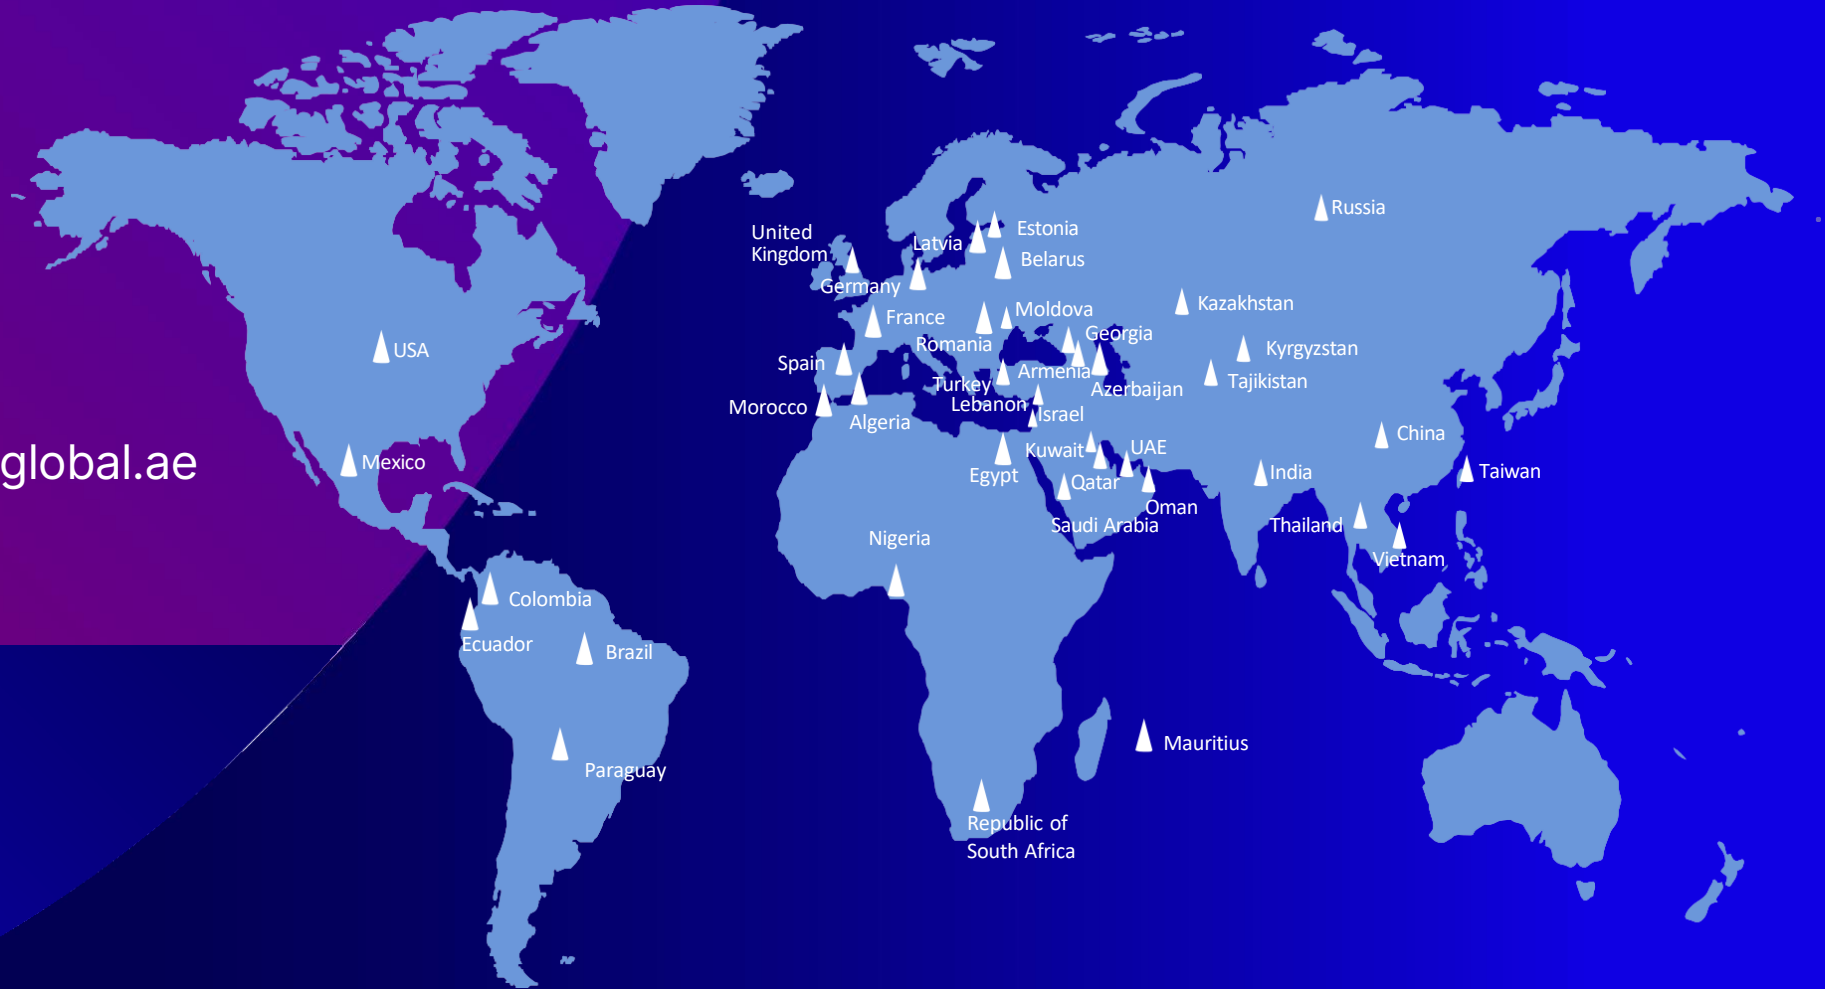 Russia
United
Kingdom
Estonia
Latvia
Belarus
Germany
Kazakhstan
Moldova
France
Georgia
Romania
USA
Kyrgyzstan
Spain
Armenia
Tajikistan
Turkey
Azerbaijan
Lebanon
Morocco
Israel
Algeria
China
UAE
Kuwait
global.ae
Mexico
Taiwan
India
Egypt
Qatar
Oman
Saudi Arabia
Thailand
Nigeria
Vietnam
Colombia
Ecuador
Brazil
Mauritius
Paraguay
Republic of
South Africa